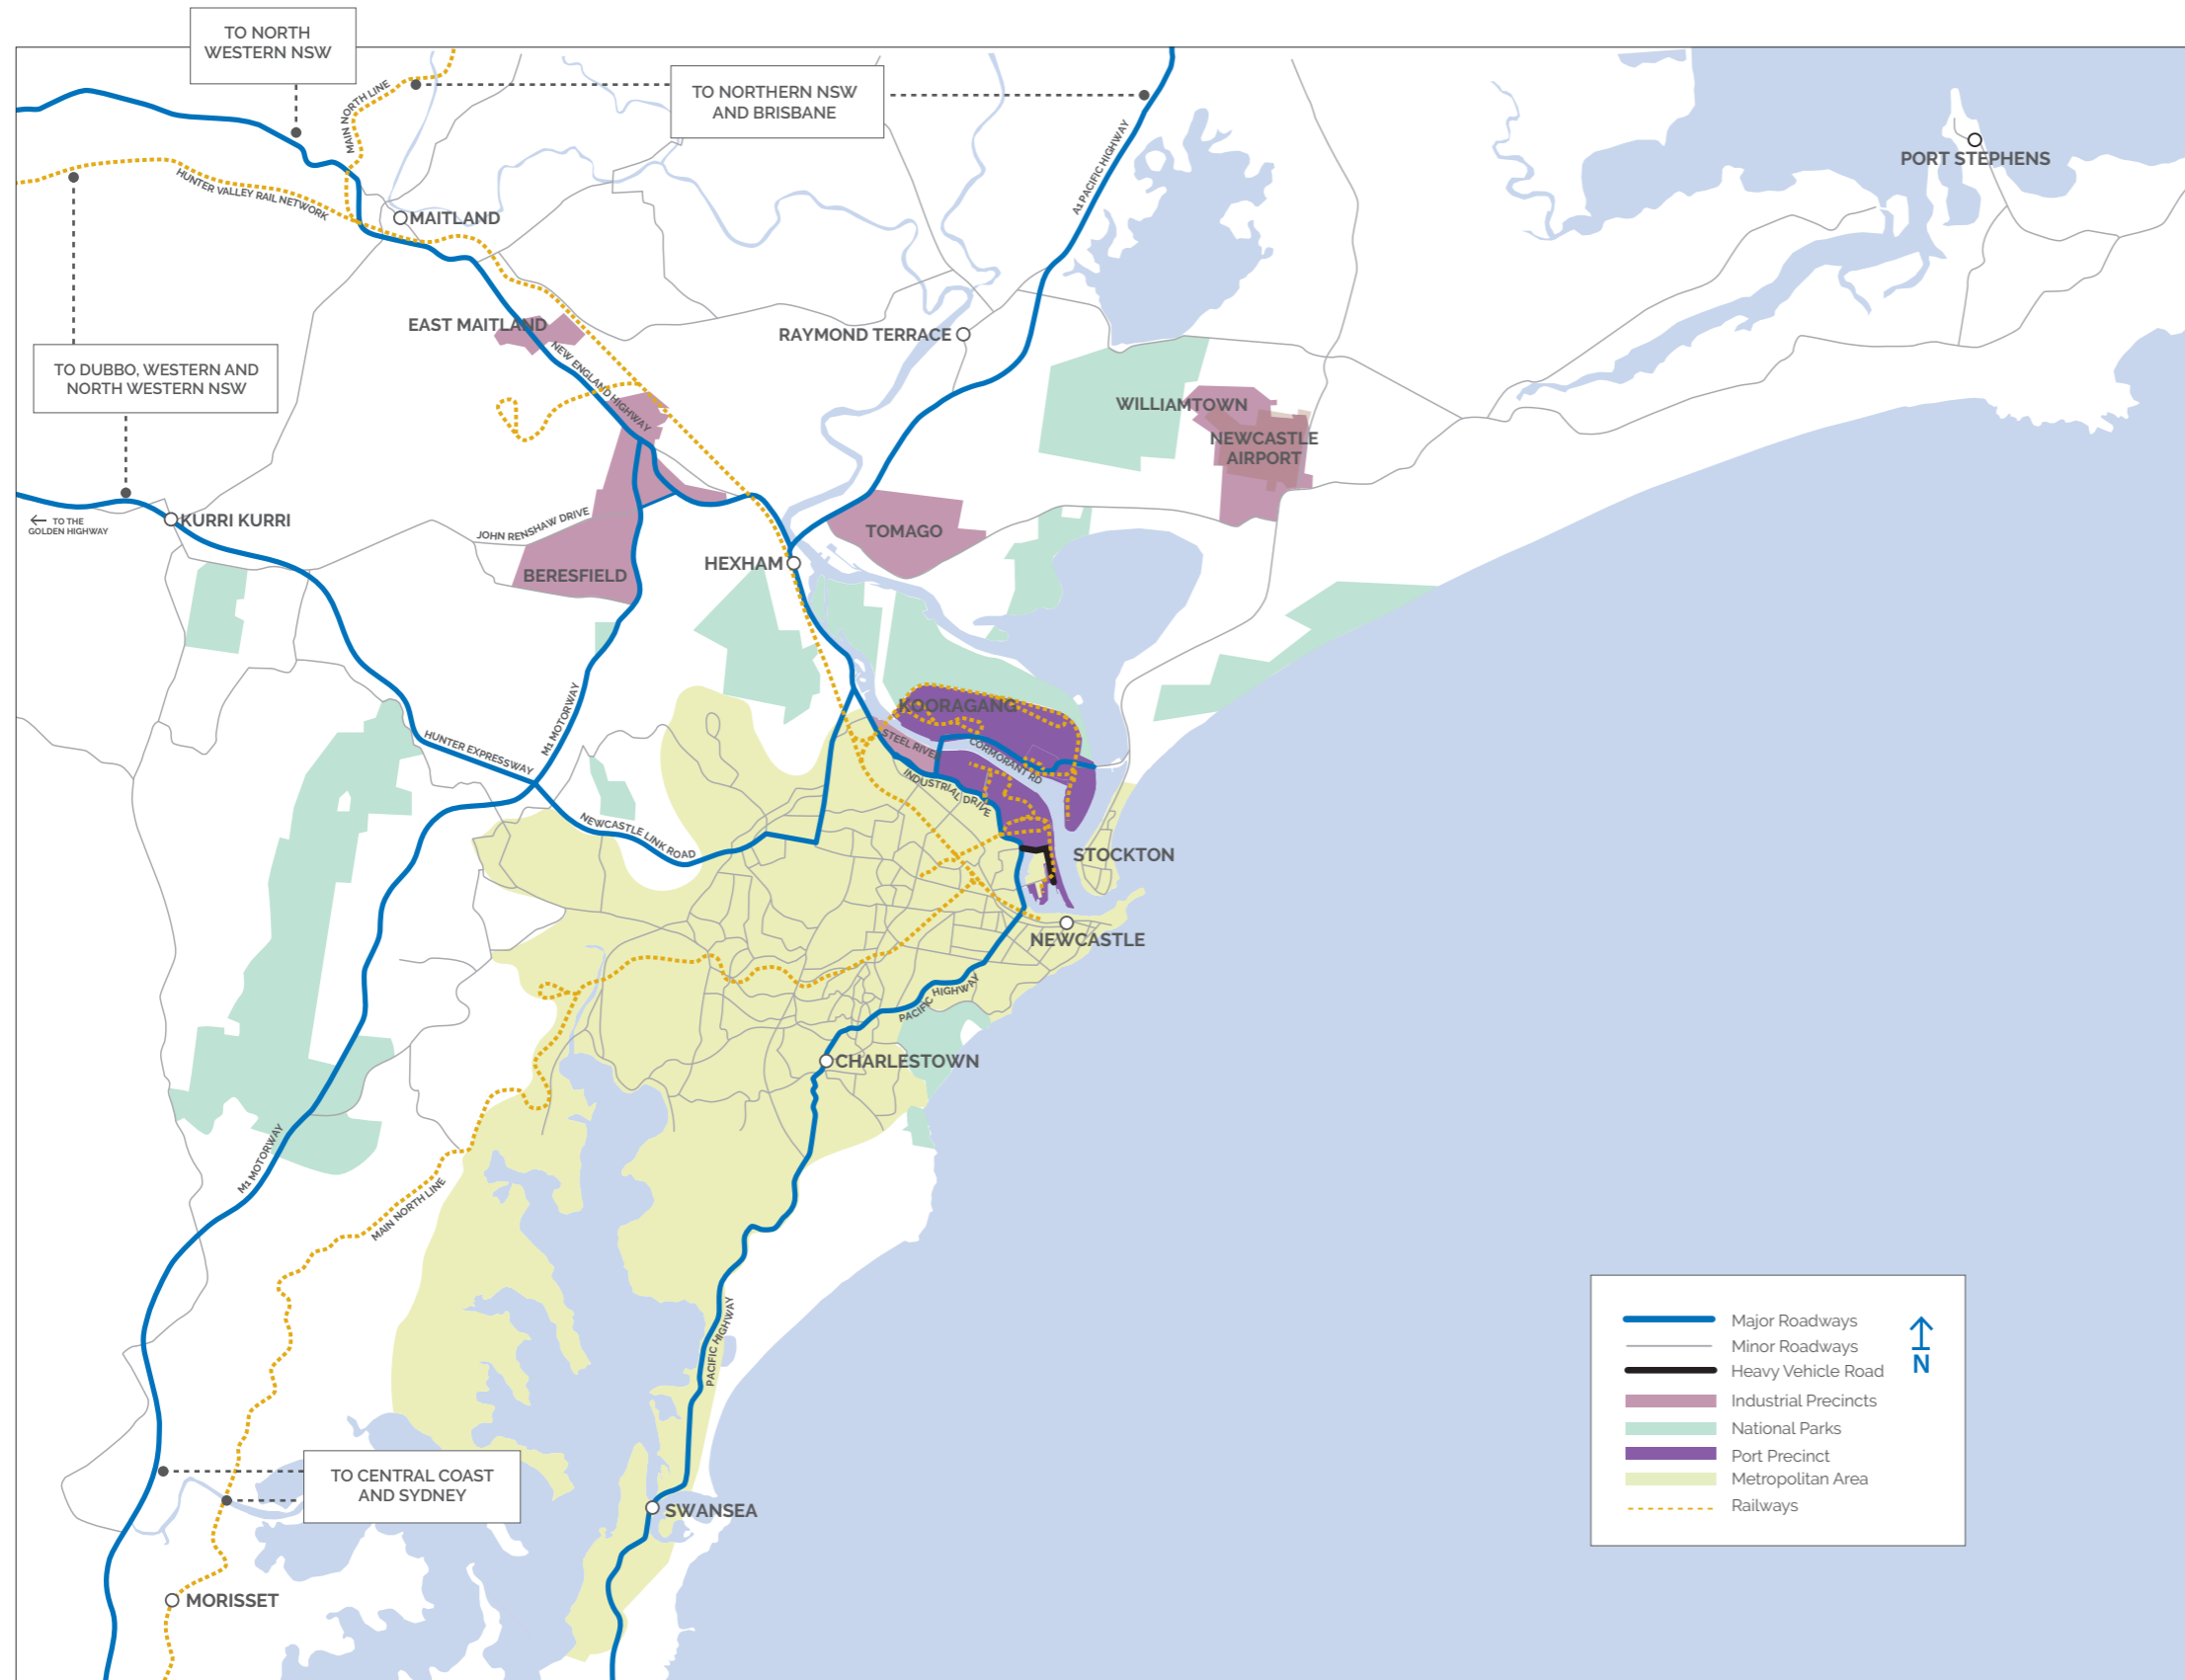 TO NORTH
WESTERN NSW
MAIN NORTH LINE
TO NORTHERN NSW
AND BRISBANE
A1 PACIFIC HIGHWAY
PORT STEPHENS
HUNTER VALLEY RAIL NETWORK
MAITLAND
EAST MAITLAND
RAYMOND TERRACE
NEW ENGLAND HIGHWAY
TO DUBBO, WESTERN AND
NORTH WESTERN NSW
WILLIAMTOWN
NEWCASTLE
AIRPORT
KURRI KURRI
← TO THE
GOLDEN HIGHWAY
JOHN RENSHAW DRIVE
TOMAGO
HEXHAM
BERESFIELD
KOORAGANG
STEEL RIVER
CORMORANT RD
M1 MOTORWAY
HUNTER EXPRESSWAY
INDUSTRIAL DRIVE
NEWCASTLE LINK ROAD
STOCKTON
NEWCASTLE
PACIFIC HIGHWAY
CHARLESTOWN
M1 MOTORWAY
MAIN NORTH LINE
PACIFIC HIGHWAY
TO CENTRAL COAST
AND SYDNEY
SWANSEA
MORISSET
Major Roadways
Minor Roadways
Heavy Vehicle Road
N
Industrial Precincts
National Parks
Port Precinct
Metropolitan Area
Railways